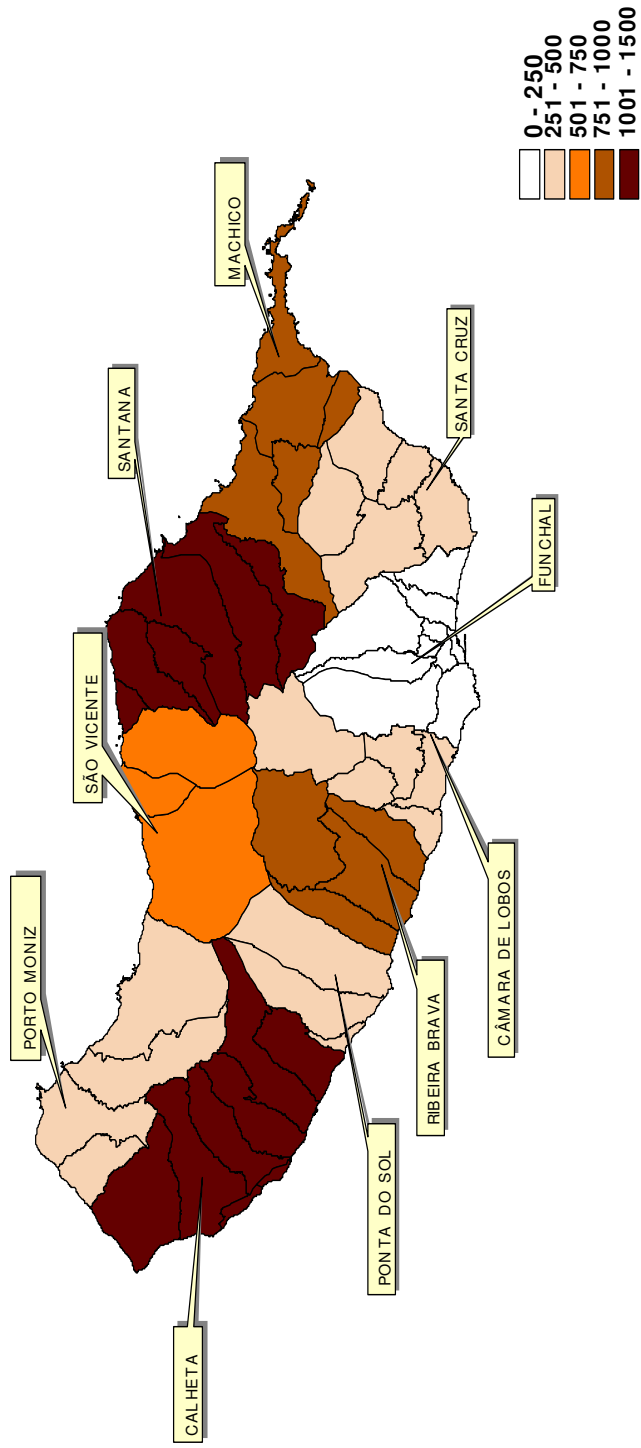 PORTO MONIZ
SÃO VICENTE
SANTANA
MACHICO
CALHETA
PONTA DO SOL
RIBEIRA BRAVA
CÂMARA DE LOBOS
FUNCHAL
SANTA CRUZ
0 - 250
251 - 500
501 - 750
751 - 1000
1001 - 1500